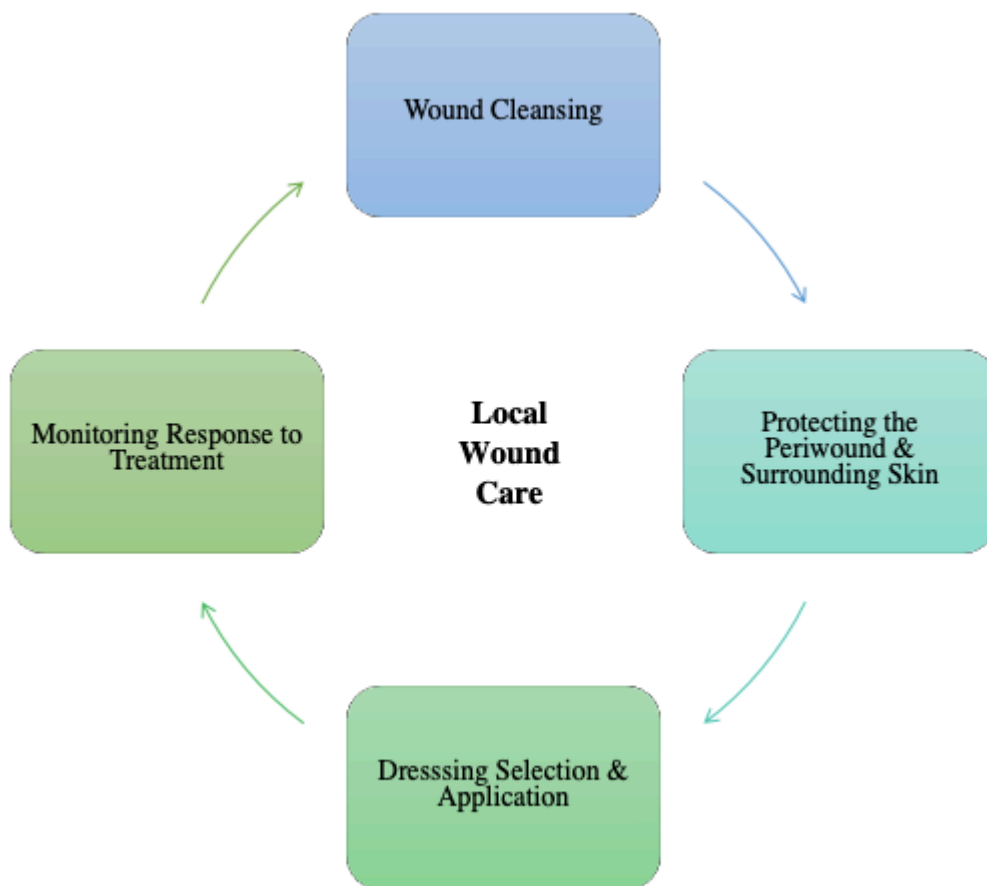 Wound Cleansing
Monitoring Response to
Treatment
Local
Wound
Care
Protecting the
Periwound &
Surrounding Skin
Dresssing Selection &
Application